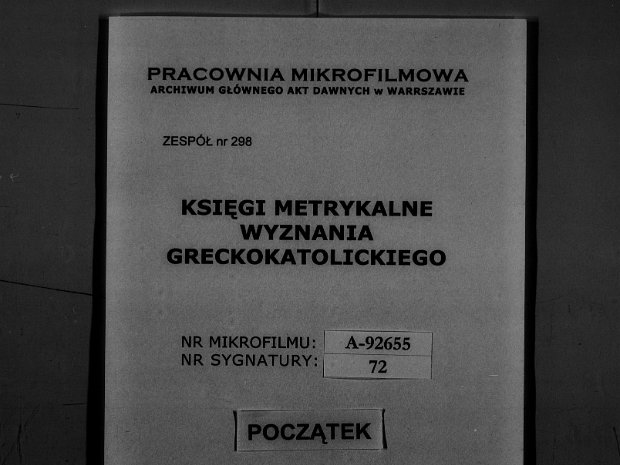 PRACOWNIA MIKROFILMOWA
ARCHIWUM GŁÓWNEGO AKT DAWNYCH w WARRSZAWIE
ZESPÓŁ nr 298
KSIĘGI METRYKALNE
WYZNANIA
GRECKOKATOLICKIEGO
NR MIKROFILMU: A-92655
NR SYGNATURY: 72
POCZĄTEK